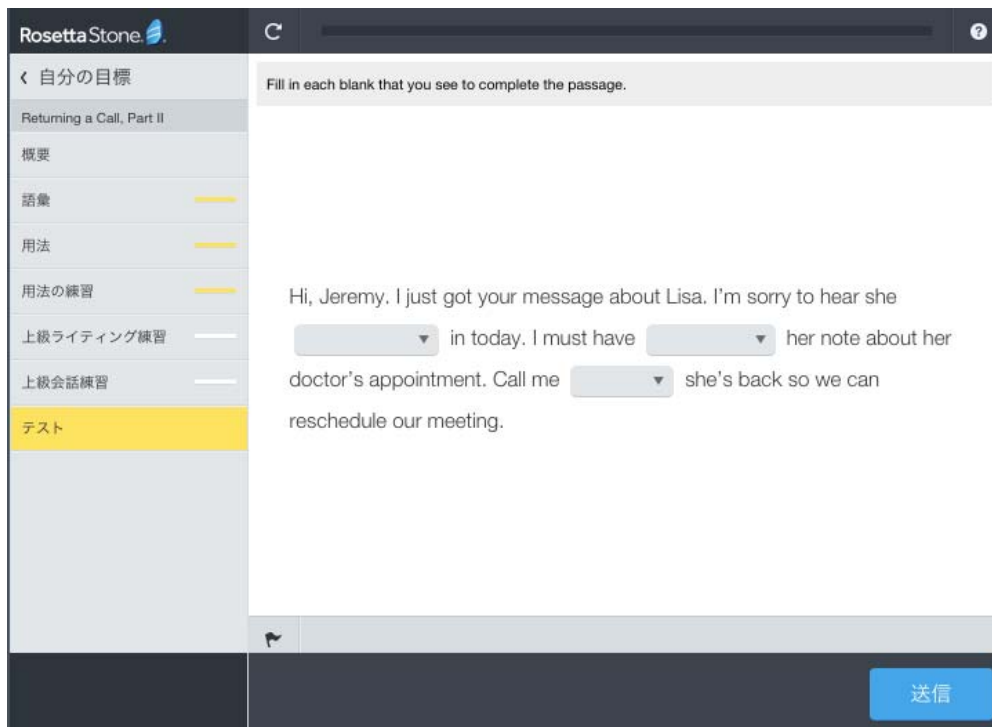 RosettaStone
自分の目標
Returning a Call, Part II
概要
語彙
用法
用法の練習
上級ライティング練習
上級会話練習
テスト
Fill in each blank that you see to complete the passage.
Hi, Jeremy. I just got your message about Lisa. I'm sorry to hear she
in today. I must have her note about her
doctor's appointment. Call me she's back so we can
reschedule our meeting.
送信